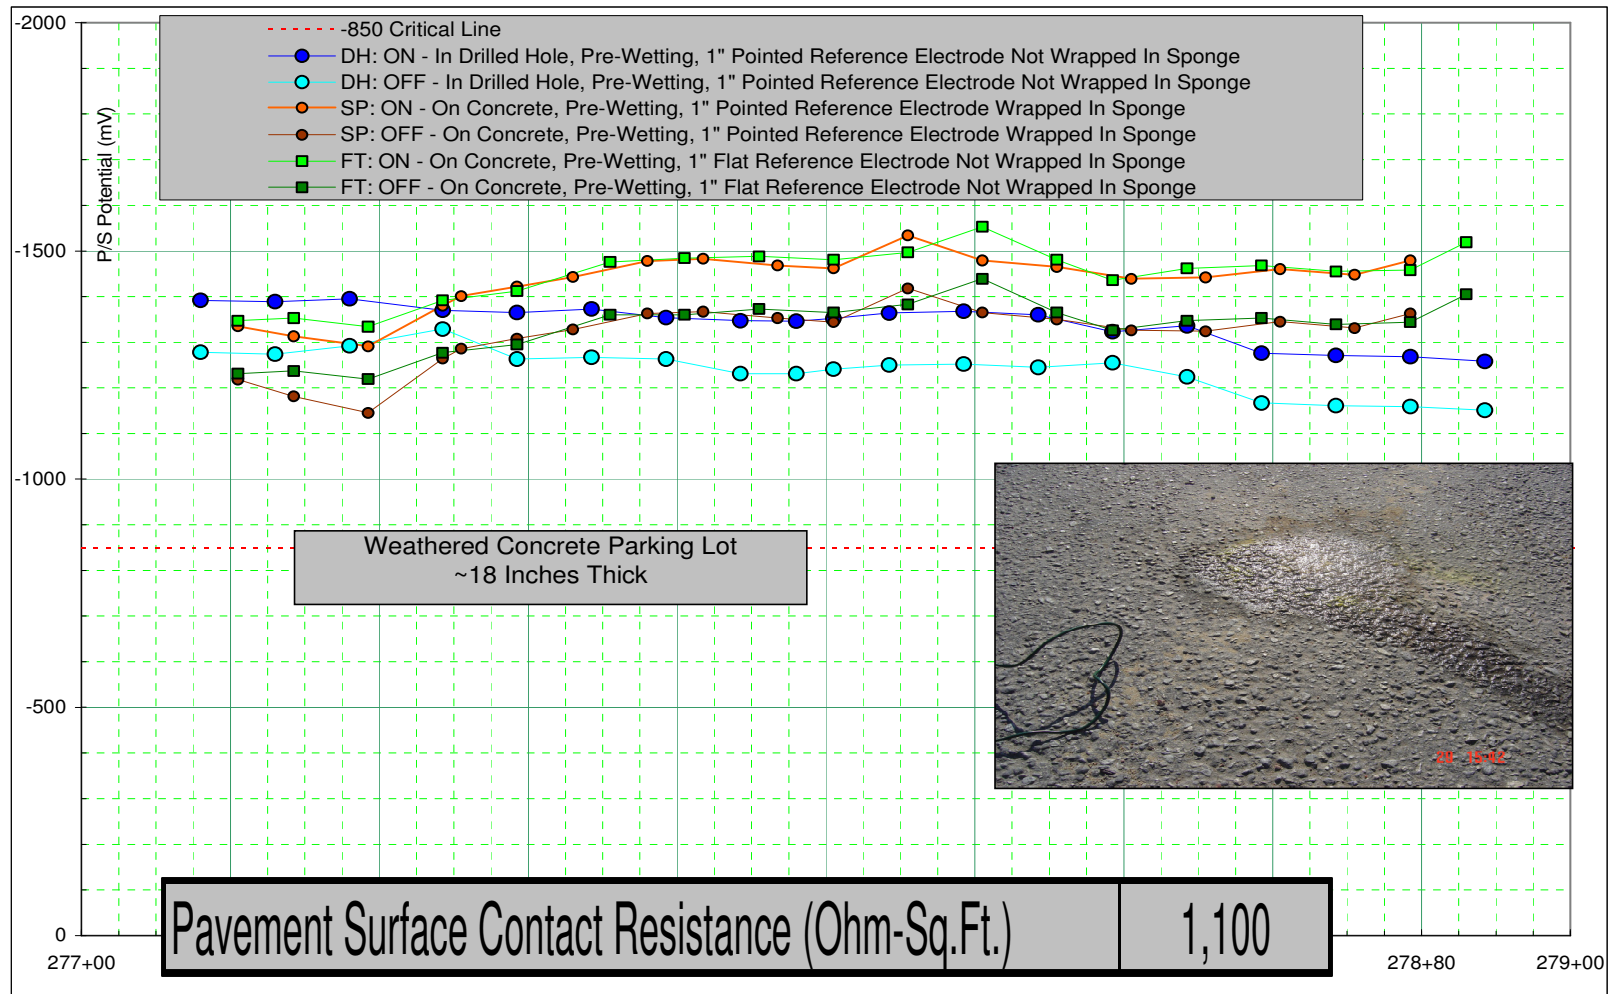 -2000
-1500
-1000
-500
0
P/S Potential (mV)
-850 Critical Line
DH: ON - In Drilled Hole, Pre-Wetting, 1" Pointed Reference Electrode Not Wrapped In Sponge
DH: OFF - In Drilled Hole, Pre-Wetting, 1" Pointed Reference Electrode Not Wrapped In Sponge
SP: ON - On Concrete, Pre-Wetting, 1" Pointed Reference Electrode Wrapped In Sponge
SP: OFF - On Concrete, Pre-Wetting, 1" Pointed Reference Electrode Wrapped In Sponge
FT: ON - On Concrete, Pre-Wetting, 1" Flat Reference Electrode Not Wrapped In Sponge
FT: OFF - On Concrete, Pre-Wetting, 1" Flat Reference Electrode Not Wrapped In Sponge
Weathered Concrete Parking Lot
~18 Inches Thick
Pavement Surface Contact Resistance (Ohm-Sq.Ft.) 1,100
277+00 278+80 279+00